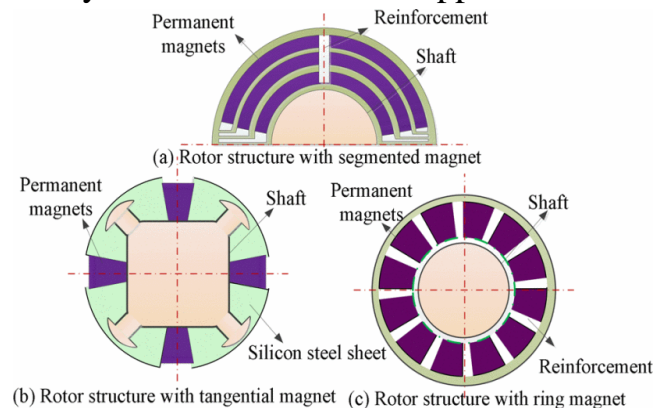 Permanent
magnets
Reinforcement
Shaft
(a) Rotor structure with segmented magnet
Permanent
magnets
Shaft
Silicon steel sheet
(b) Rotor structure with tangential magnet
Permanent
magnets
Shaft
Reinforcement
(c) Rotor structure with ring magnet